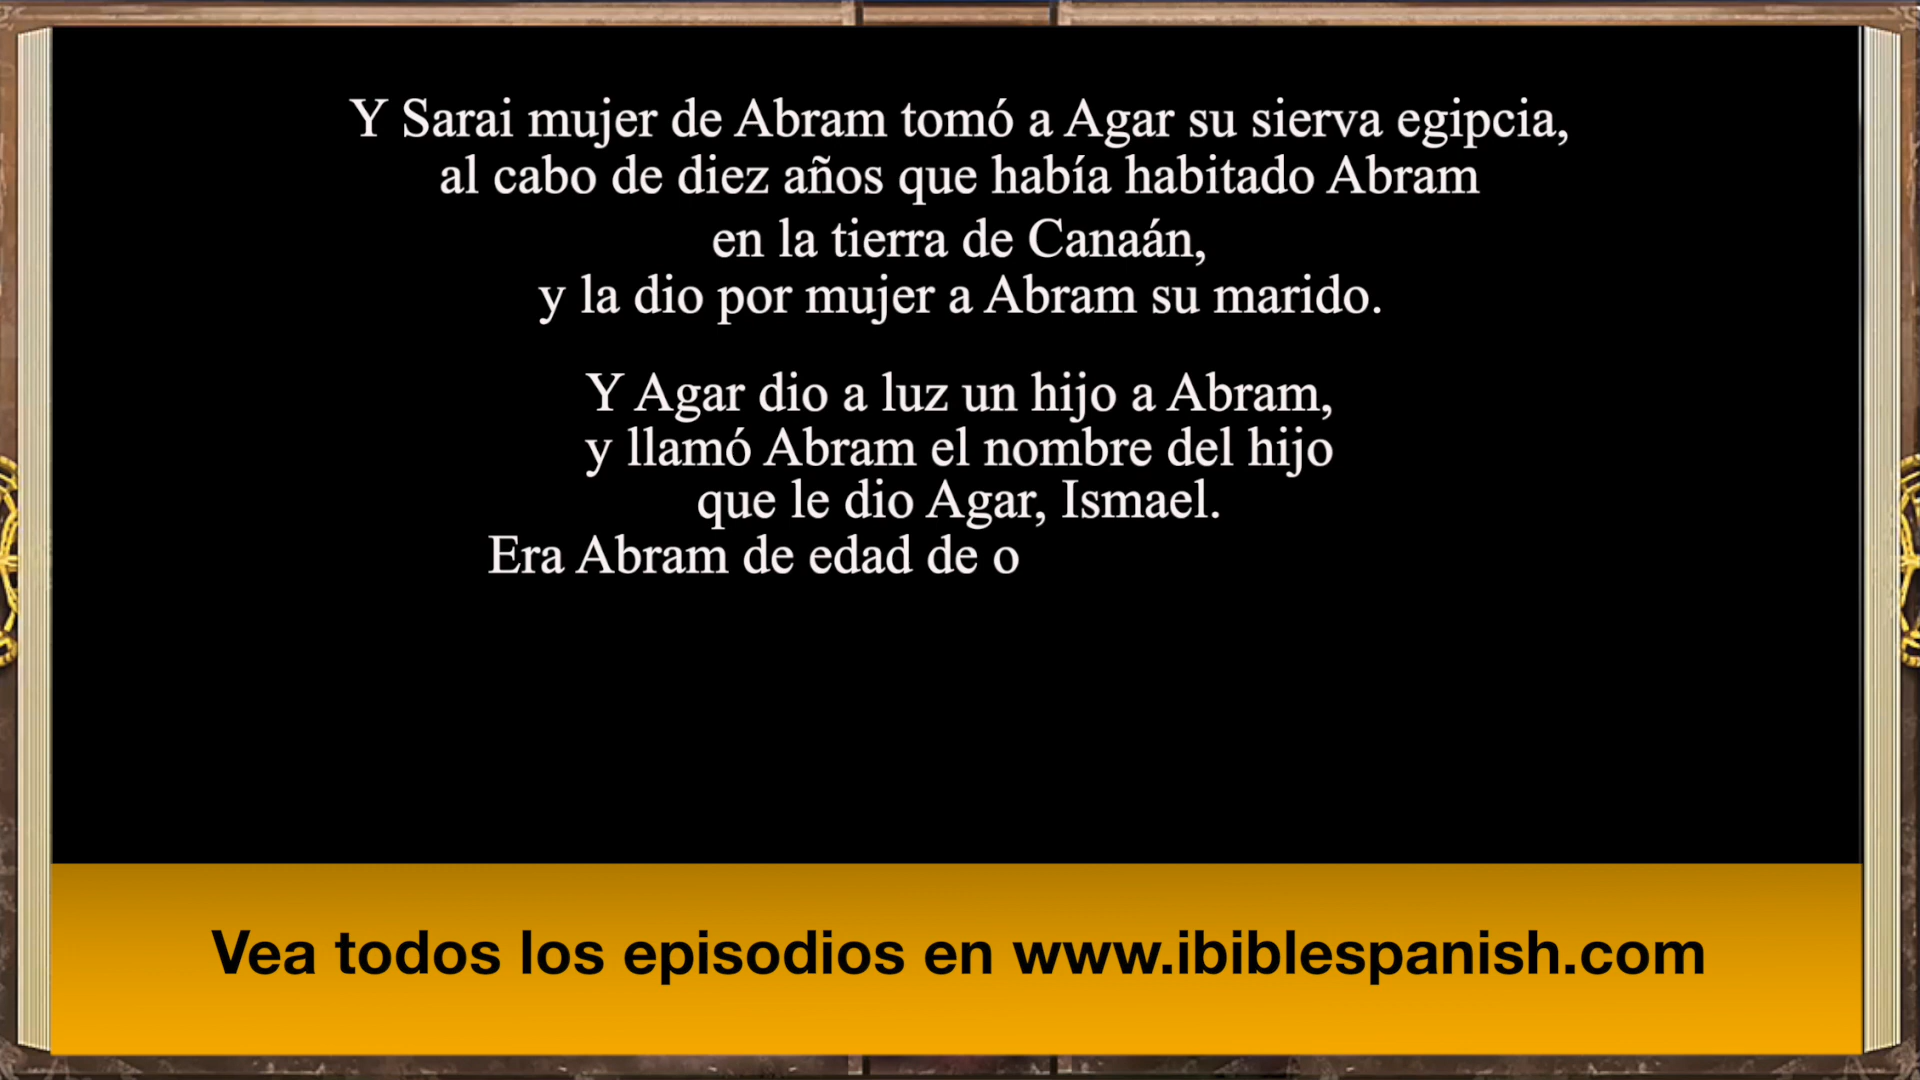 Y Sarai mujer de Abram tomó a Agar su sierva egipcia,
al cabo de diez años que había habitado Abram
en la tierra de Canaán,
y la dio por mujer a Abram su marido.
Y Agar dio a luz un hijo a Abram,
y llamó Abram el nombre del hijo
que le dio Agar, Ismael.
Era Abram de edad de o
Vea todos los episodios en www.ibiblespanish.com